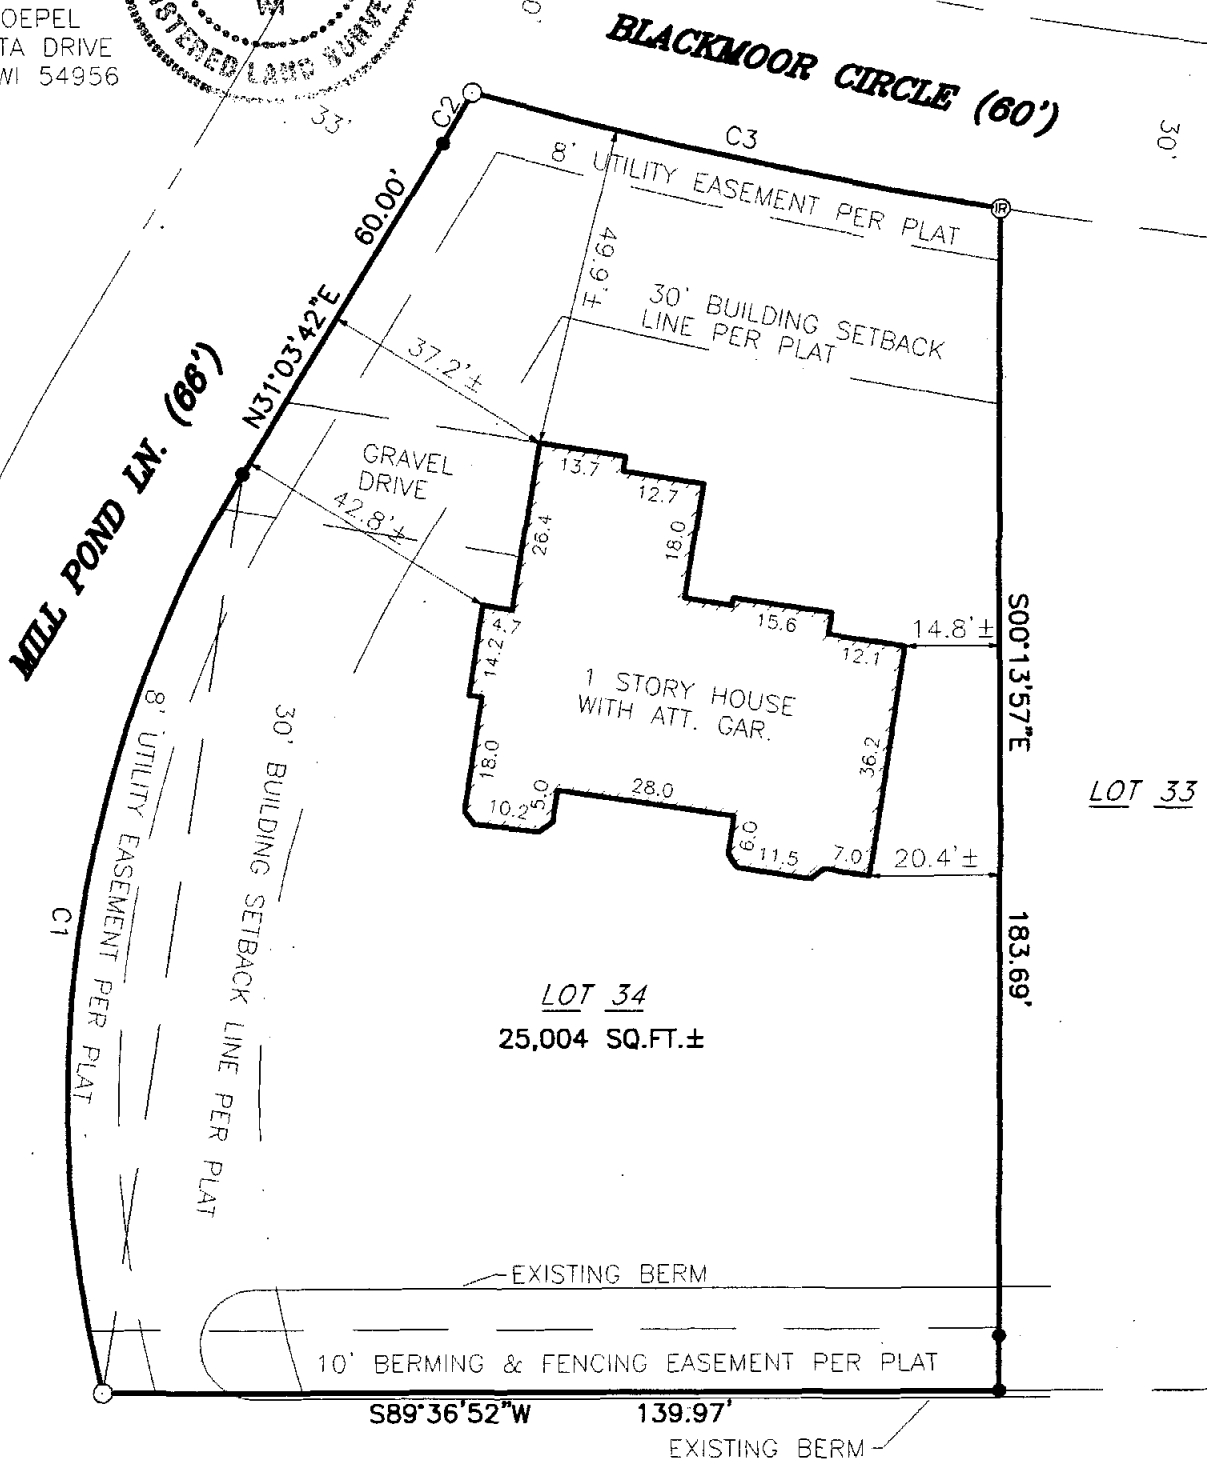 OEPEL
TA DRIVE
WI 54956
WI
STERED LAND SURVE
33'
BLACKMOOR CIRCLE (60')
30'
C2
C3
8' UTILITY EASEMENT PER PLAT
60.00'
N31°03'42"E
49.9'±
30' BUILDING SETBACK
LINE PER PLAT
37.2'±
MILL POND LN. (66')
GRAVEL
DRIVE
42.8'±
13.7
12.7
26.4
18.0
4.7
15.6
12.1
14.8'±
S00°13'57"E
14.2
1 STORY HOUSE
WITH ATT. GAR.
18.0
36.2
10.2
5.0
28.0
6.0
11.5
7.0
20.4'±
LOT 33
183.69'
8' UTILITY EASEMENT PER PLAT
30' BUILDING SETBACK LINE PER PLAT
C1
LOT 34
25,004 SQ.FT.±
EXISTING BERM
10' BERMING & FENCING EASEMENT PER PLAT
S89°36'52"W 139.97'
EXISTING BERM
IR